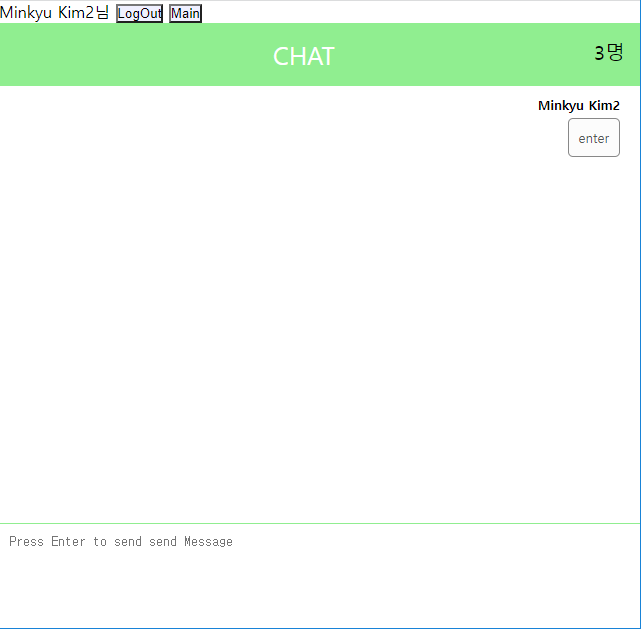 Minkyu Kim2님 LogOut Main
CHAT 3명
Minkyu Kim2
enter
Press Enter to send send Message